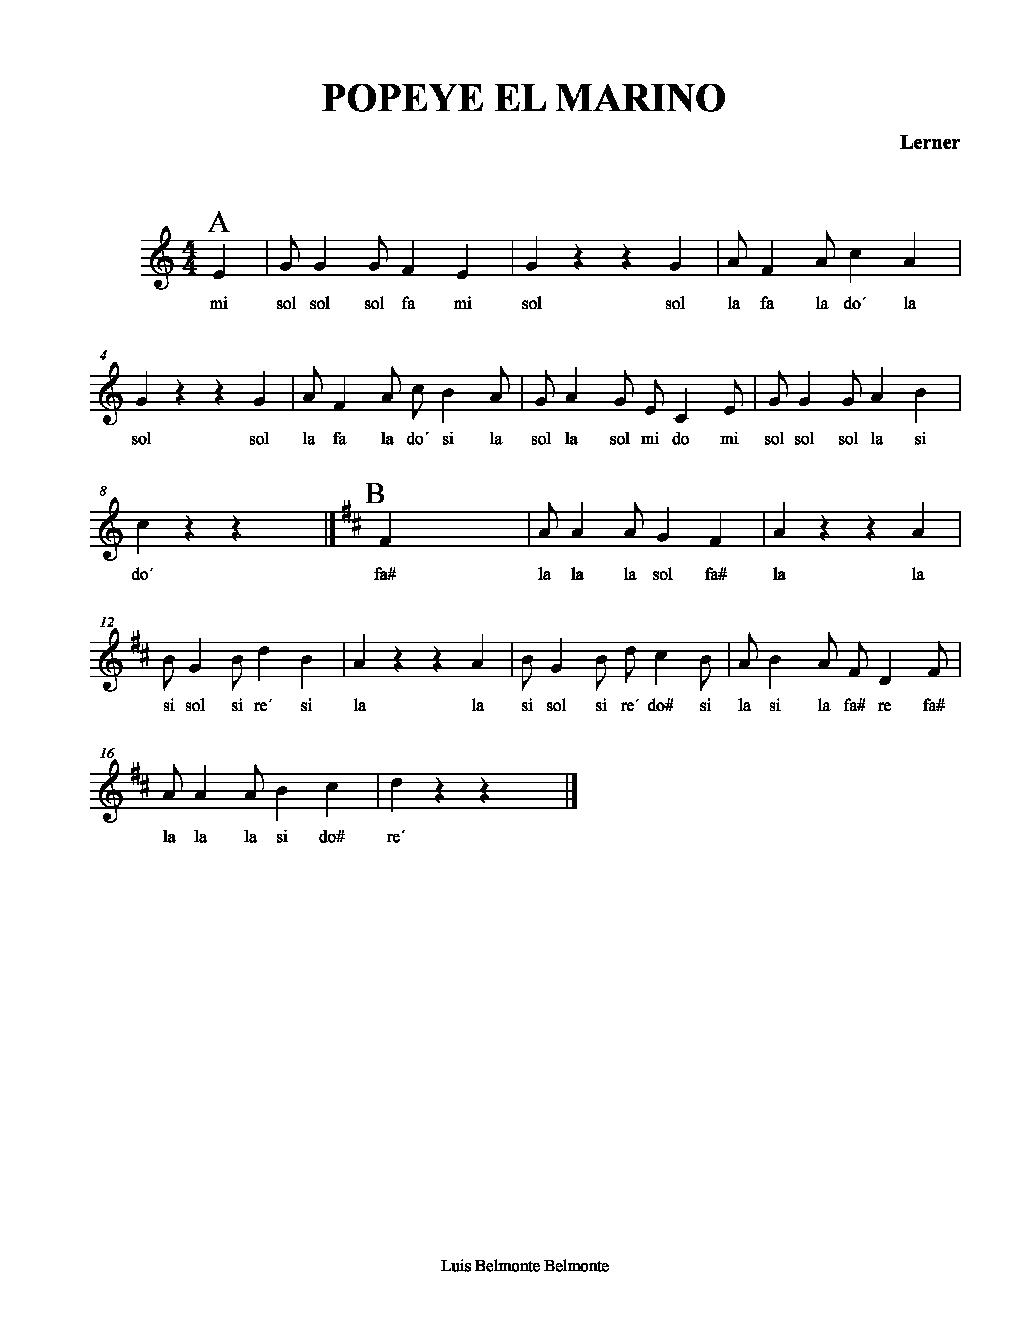 POPEYE EL MARINO
Lerner
A
4
4
mi sol sol sol fa mi sol sol la fa la do´ la
4
sol sol la fa la do´ si la sol la sol mi do mi sol sol sol la si
8
B
do´ fa# la la la sol fa# la la
12
si sol si re´ si la la si sol si re´ do# si la si la fa# re fa#
16
la la la si do# re´
Luis Belmonte Belmonte